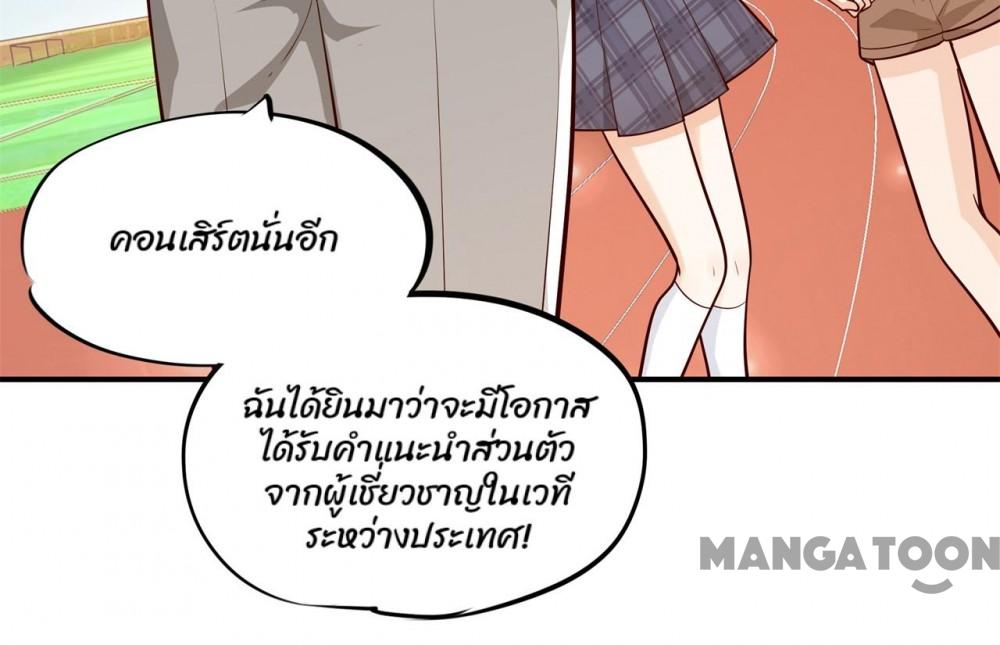 คอนเสิร์ตนั่นอีก
ฉันได้ยินมาว่าจะมีโอกาส
ได้รับคำแนะนำส่วนตัว
จากผู้เชี่ยวชาญในเวที
ระหว่างประเทศ!
MANGATOON